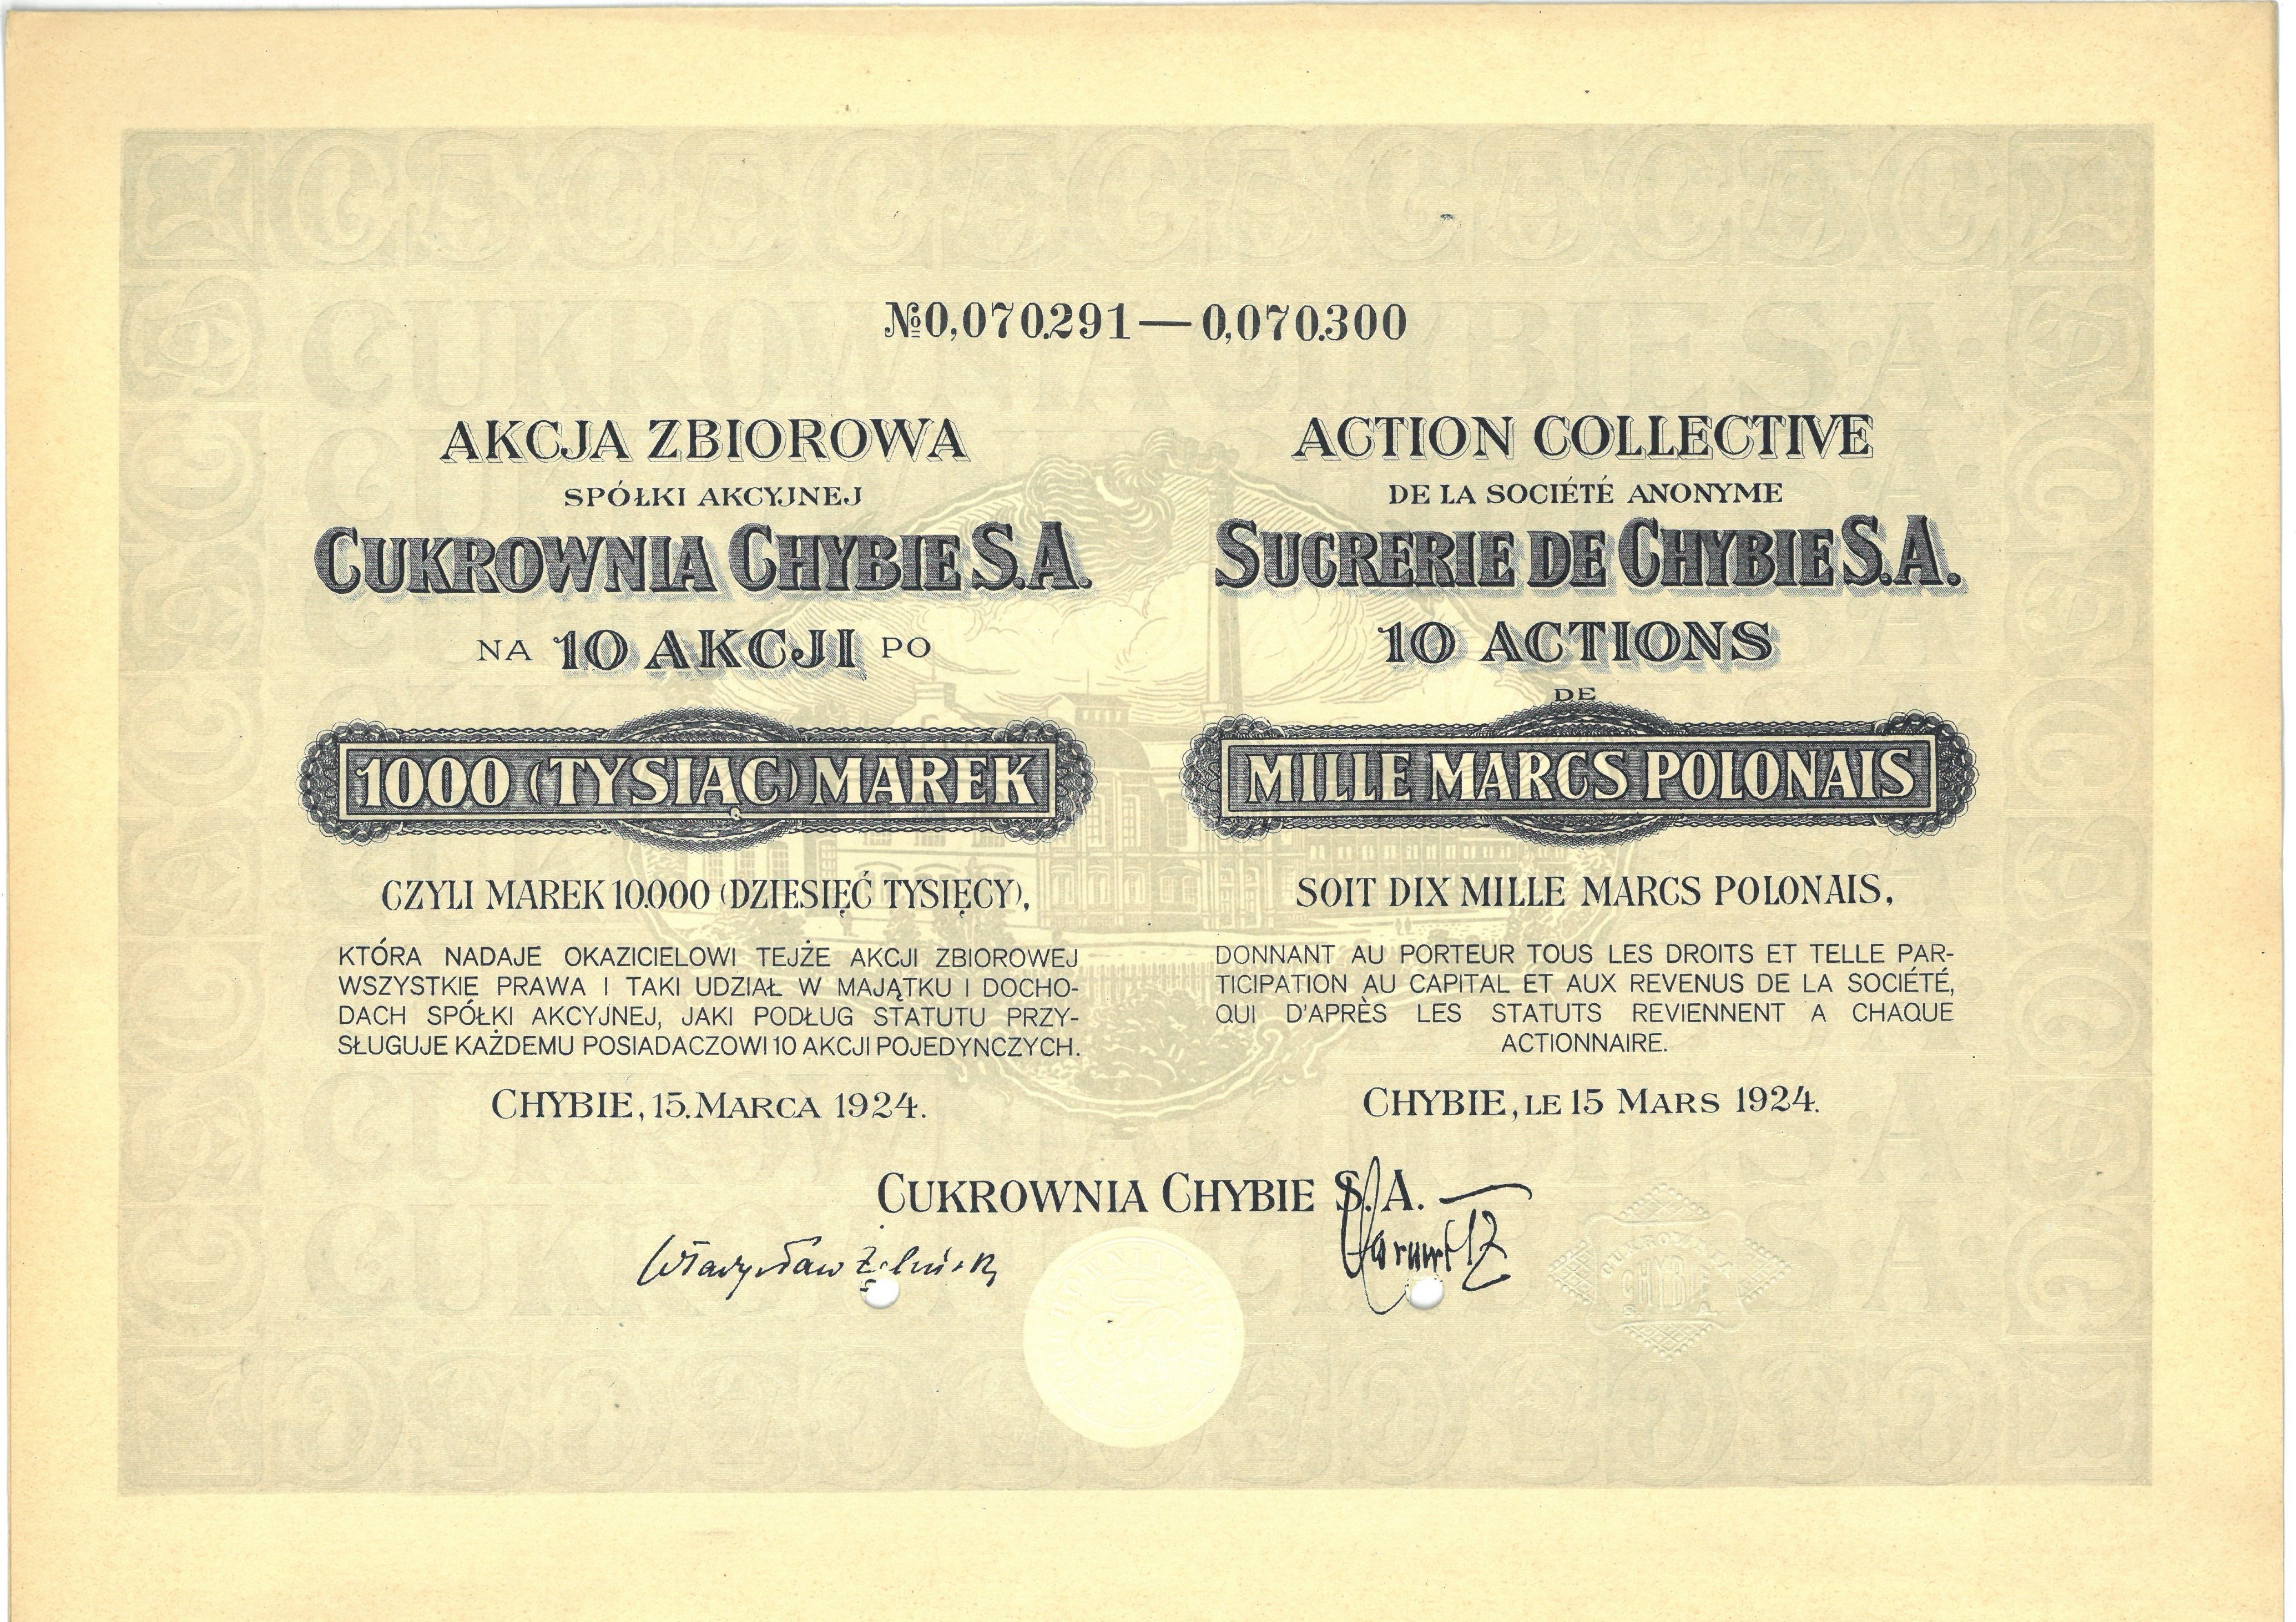 №0,070.291—0,070.300
AKCJA ZBIOROWA
SPÓŁKI AKCYJNEJ
CUKROWNIA CHYBIE S.A.
NA 10 AKCJI PO
1000 (TYSIĄC) MAREK
CZYLI MAREK 10.000 (DZIESIĘĆ TYSIĘCY),
KTÓRA NADAJE OKAZICIELOWI TEJŻE AKCJI ZBIOROWEJ
WSZYSTKIE PRAWA I TAKI UDZIAŁ W MAJĄTKU I DOCHO-
DACH SPÓŁKI AKCYJNEJ, JAKI PODŁUG STATUTU PRZY-
SŁUGUJE KAŻDEMU POSIADACZOWI 10 AKCJI POJEDYNCZYCH.
CHYBIE, 15. MARCA 1924.
ACTION COLLECTIVE
DE LA SOCIÉTÉ ANONYME
SUCRERIE DE CHYBIE S.A.
10 ACTIONS
DE
MILLE MARCS POLONAIS
SOIT DIX MILLE MARCS POLONAIS,
DONNANT AU PORTEUR TOUS LES DROITS ET TELLE PAR-
TICIPATION AU CAPITAL ET AUX REVENUS DE LA SOCIÉTÉ,
QUI D'APRÈS LES STATUTS REVIENNENT A CHAQUE
ACTIONNAIRE.
CHYBIE, LE 15 MARS 1924.
CUKROWNIA CHYBIE S.A.
Władysław
CUKROWNIA
CHYBIE